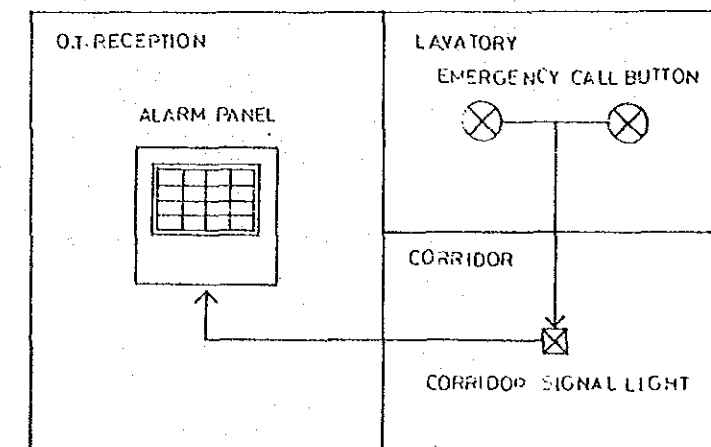 O.T. RECEPTION
ALARM PANEL
LAVATORY
EMERGENCY CALL BUTTON
CORRIDOR
CORRIDOR SIGNAL LIGHT